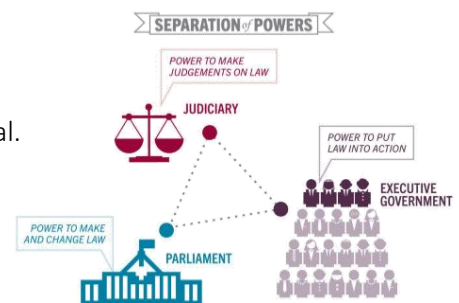 SEPARATION of POWERS
POWER TO MAKE
JUDGEMENTS ON LAW
JUDICIARY
al.
POWER TO PUT
LAW INTO ACTION
EXECUTIVE
GOVERNMENT
POWER TO MAKE
AND CHANGE LAW
PARLIAMENT